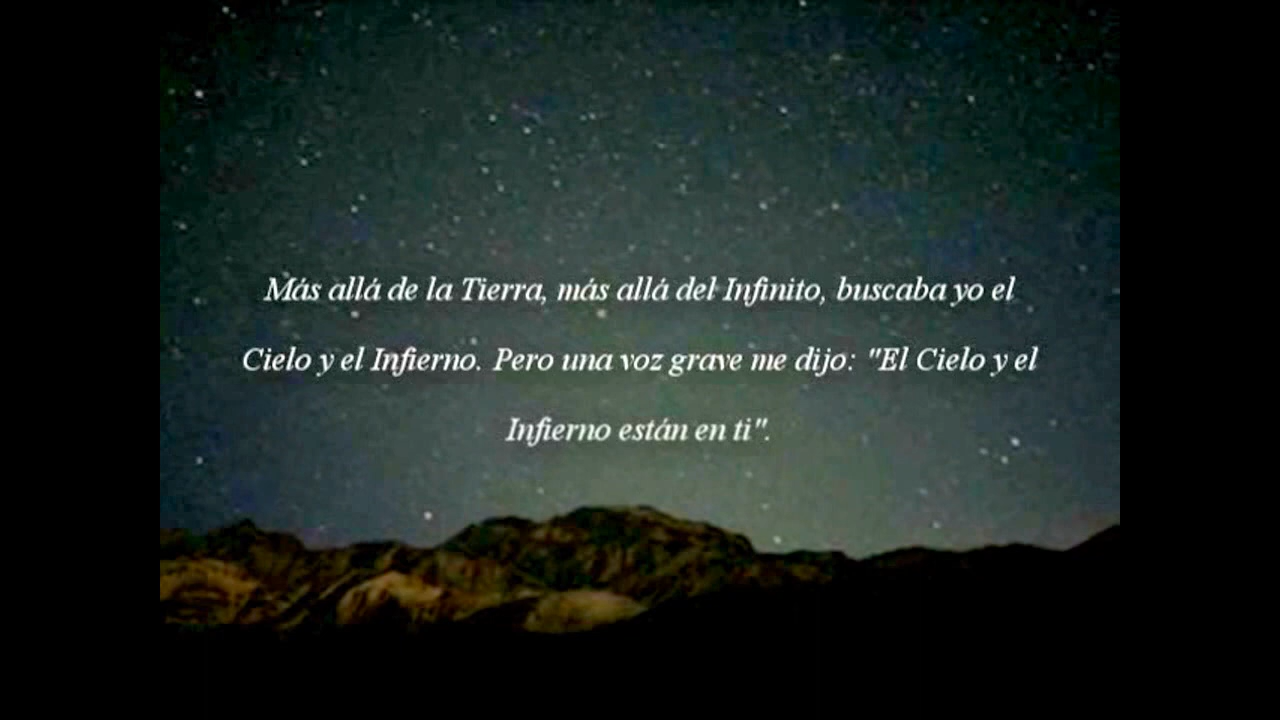 Más allá de la Tierra, más allá del Infinito, buscaba yo el
Cielo y el Infierno. Pero una voz grave me dijo: "El Cielo y el
Infierno están en ti".